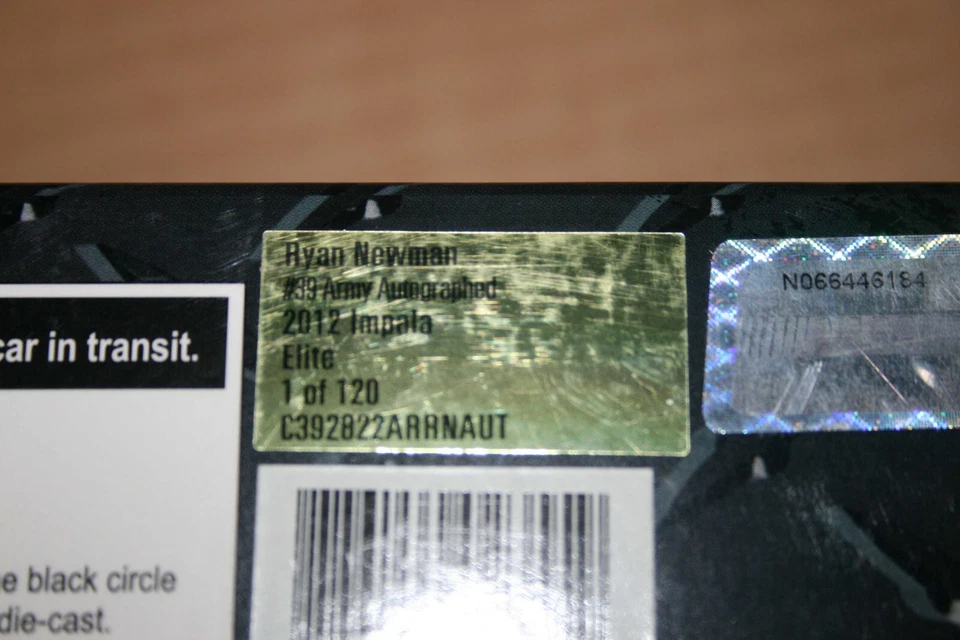 Ryan Newman
#39 Army Autographed
2012 Impala
Elite
1 of 120
C392822ARRNAUT
N066446184
car in transit.
e black circle
die-cast.